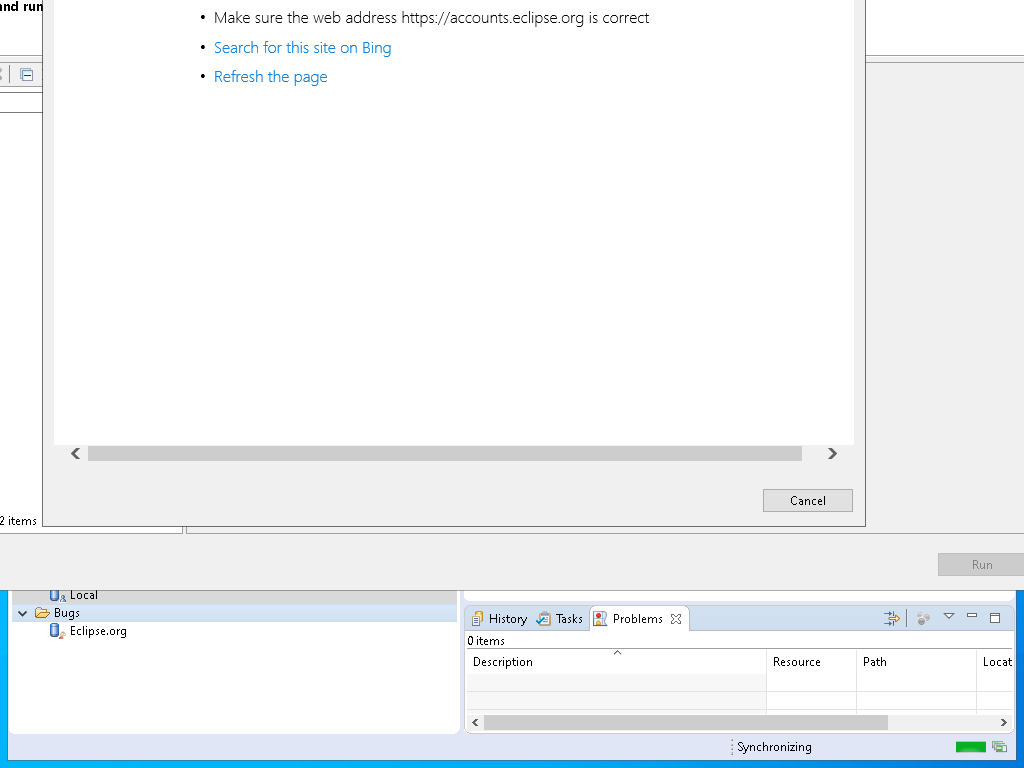 and run
• Make sure the web address https://accounts.eclipse.org is correct
• Search for this site on Bing
• Refresh the page
Cancel
2 items
Run
Local
Bugs
Eclipse.org
History Tasks Problems
0 items
Description Resource Path Locat
Synchronizing